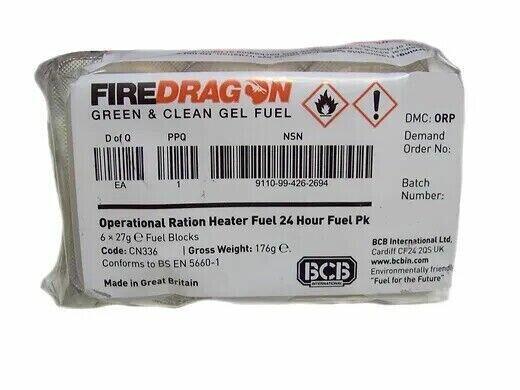 FIREDRAGON
GREEN & CLEAN GEL FUEL
DMC: ORP
D of Q PPQ NSN
Demand
Order No:
EA 1 9110-99-426-2694
Batch
Number:
Operational Ration Heater Fuel 24 Hour Fuel Pk
6 x 27g ℮ Fuel Blocks
Code: CN336 Gross Weight: 176g ℮.
Conforms to BS EN 5660-1
Made in Great Britain
BCB
INTERNATIONAL
BCB International Ltd,
Cardiff CF24 2QS UK
www.bcbin.com
Environmentally friendly
"Fuel for the Future"